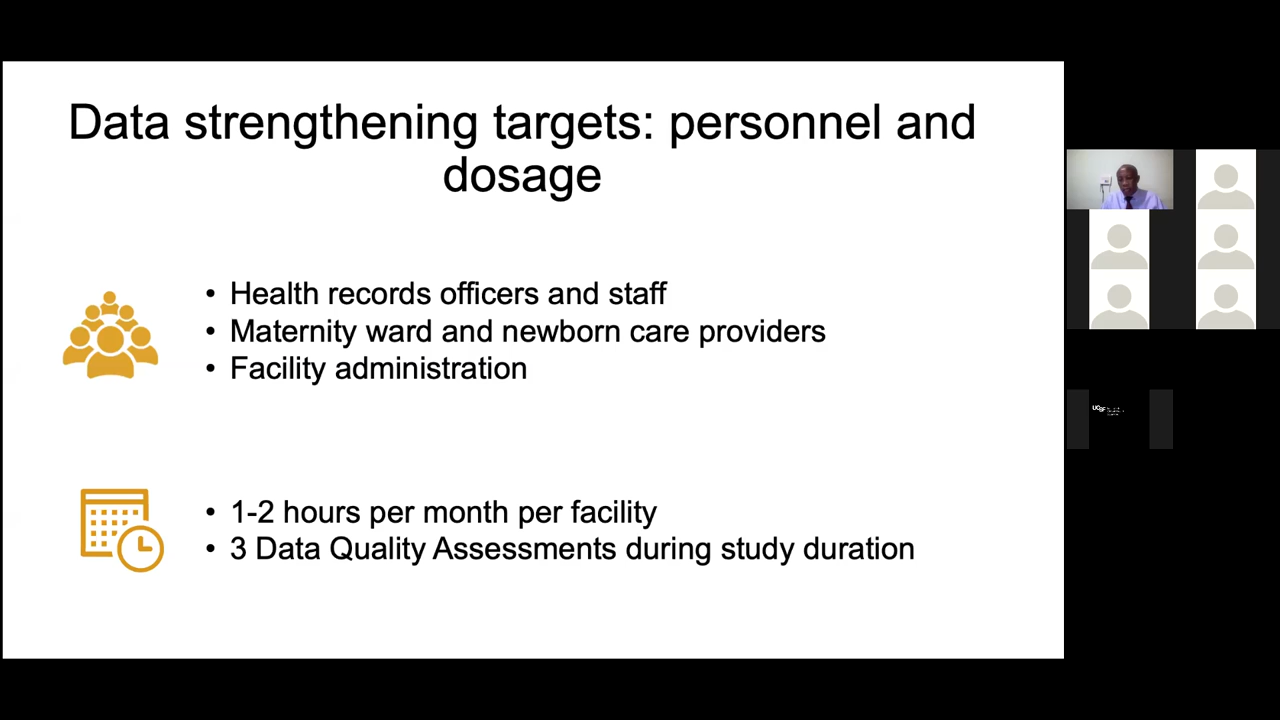 Data strengthening targets: personnel and
dosage
• Health records officers and staff
• Maternity ward and newborn care providers
• Facility administration
• 1-2 hours per month per facility
• 3 Data Quality Assessments during study duration
UCSF